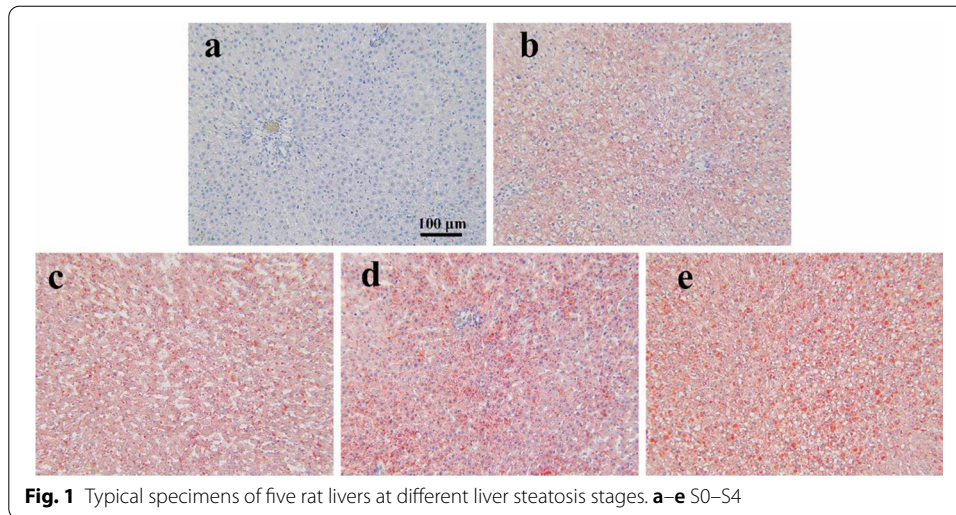 a
b
100 µm
c
d
e
Fig. 1 Typical specimens of five rat livers at different liver steatosis stages. a–e S0–S4